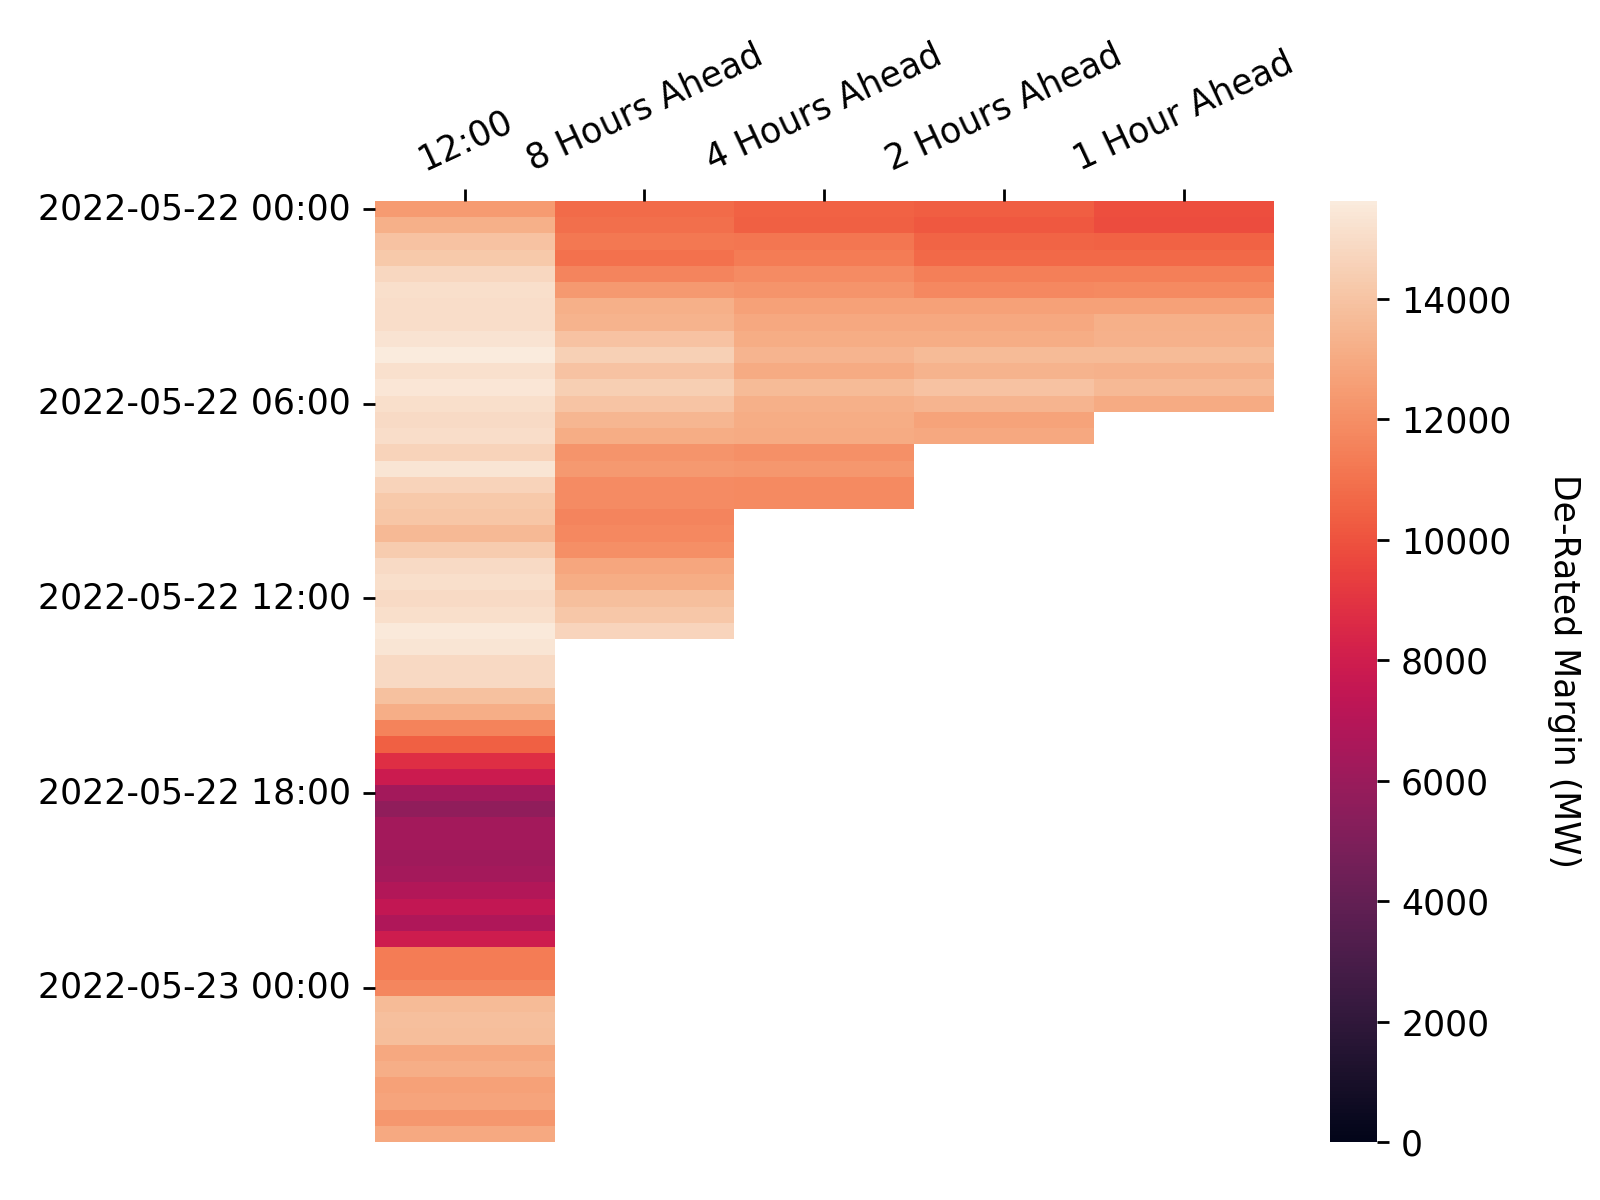 12:00
8 Hours Ahead
4 Hours Ahead
2 Hours Ahead
1 Hour Ahead
2022-05-22 00:00
2022-05-22 06:00
2022-05-22 12:00
2022-05-22 18:00
2022-05-23 00:00
14000
12000
10000
8000
6000
4000
2000
0
De-Rated Margin (MW)